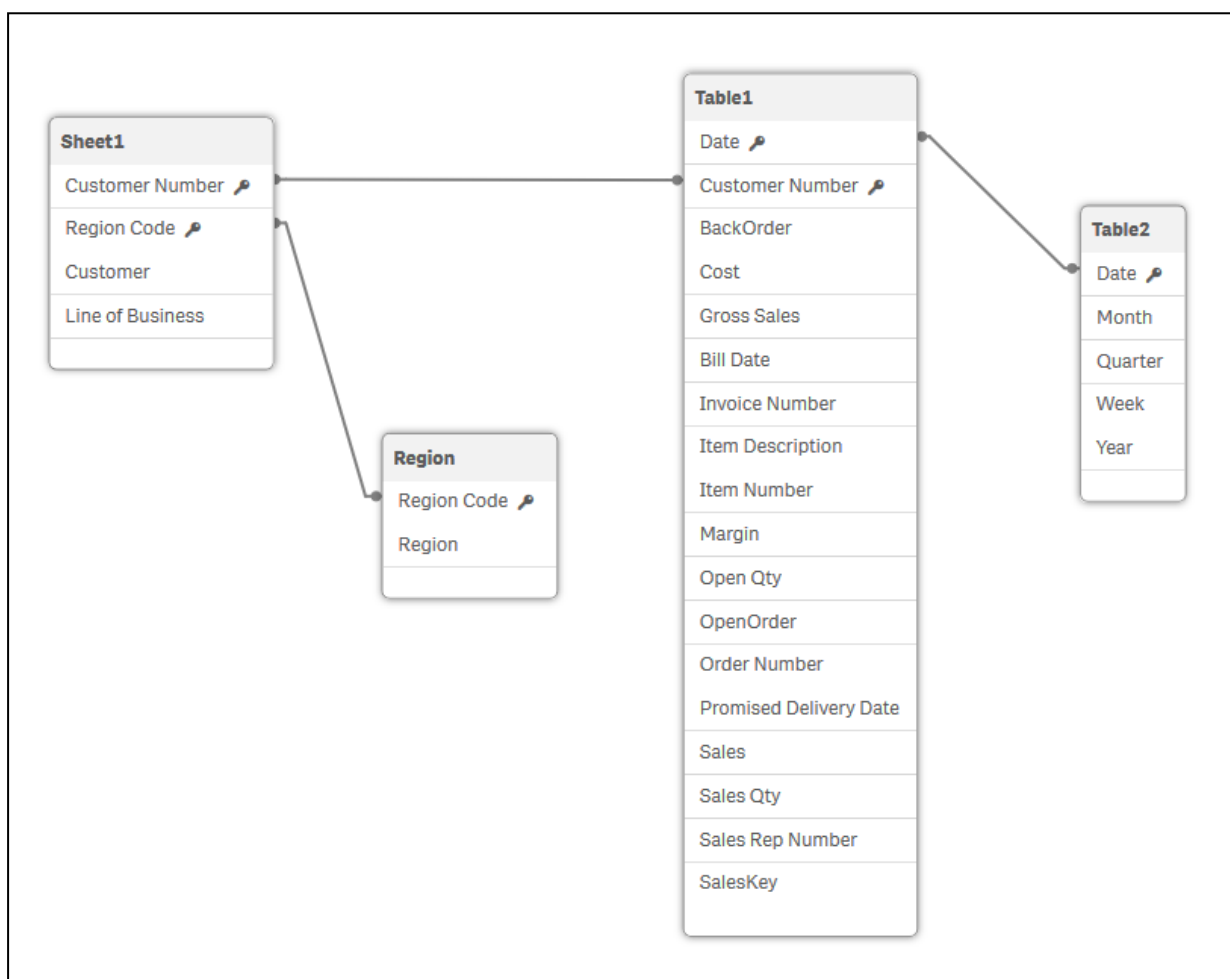 Sheet1
Customer Number
Region Code
Customer
Line of Business
Region
Region Code
Region
Table1
Date
Customer Number
BackOrder
Cost
Gross Sales
Bill Date
Invoice Number
Item Description
Item Number
Margin
Open Qty
OpenOrder
Order Number
Promised Delivery Date
Sales
Sales Qty
Sales Rep Number
SalesKey
Table2
Date
Month
Quarter
Week
Year